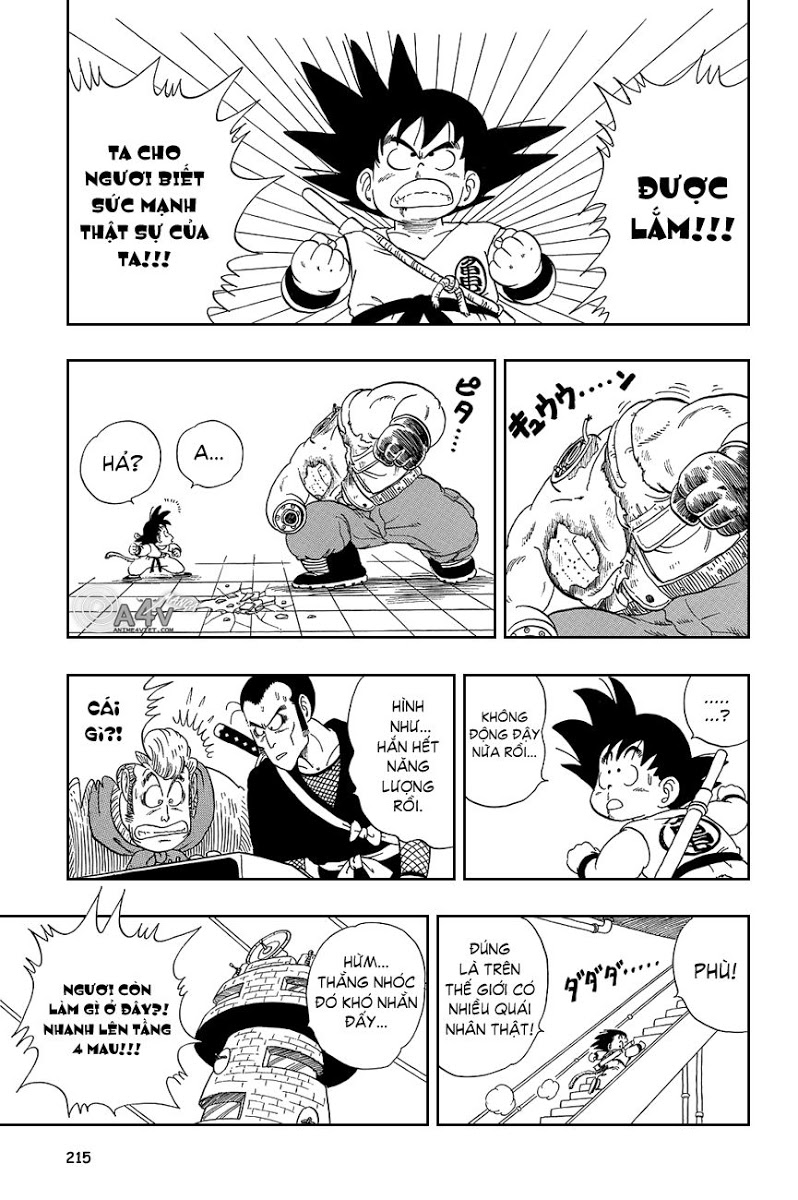 ĐƯỢC
LẮM!!!
TA CHO
NGƯƠI BIẾT
SỨC MẠNH
THẬT SỰ CỦA
TA!!!
亀
キュウウ・・・・・ン
ピタ・・・・
A...
HẢ?
A4V
ANIME4VIET.COM
.....
...?
KHÔNG
ĐỘNG ĐẬY
NỮA RỒI...
HÌNH
NHƯ...
HẮN HẾT
NĂNG
LƯỢNG
RỒI.
CÁI
GÌ?!
PHÙ!
ダダダ・・・・・
ĐÚNG
LÀ TRÊN
THẾ GIỚI CÓ
NHIỀU QUÁI
NHÂN THẬT!
HỪM...
THẰNG NHÓC
ĐÓ KHÓ NHẰN
ĐẤY...
NGƯƠI CÒN
LÀM GÌ Ở ĐÂY?!
NHANH LÊN TẦNG
4 MAU!!!
215